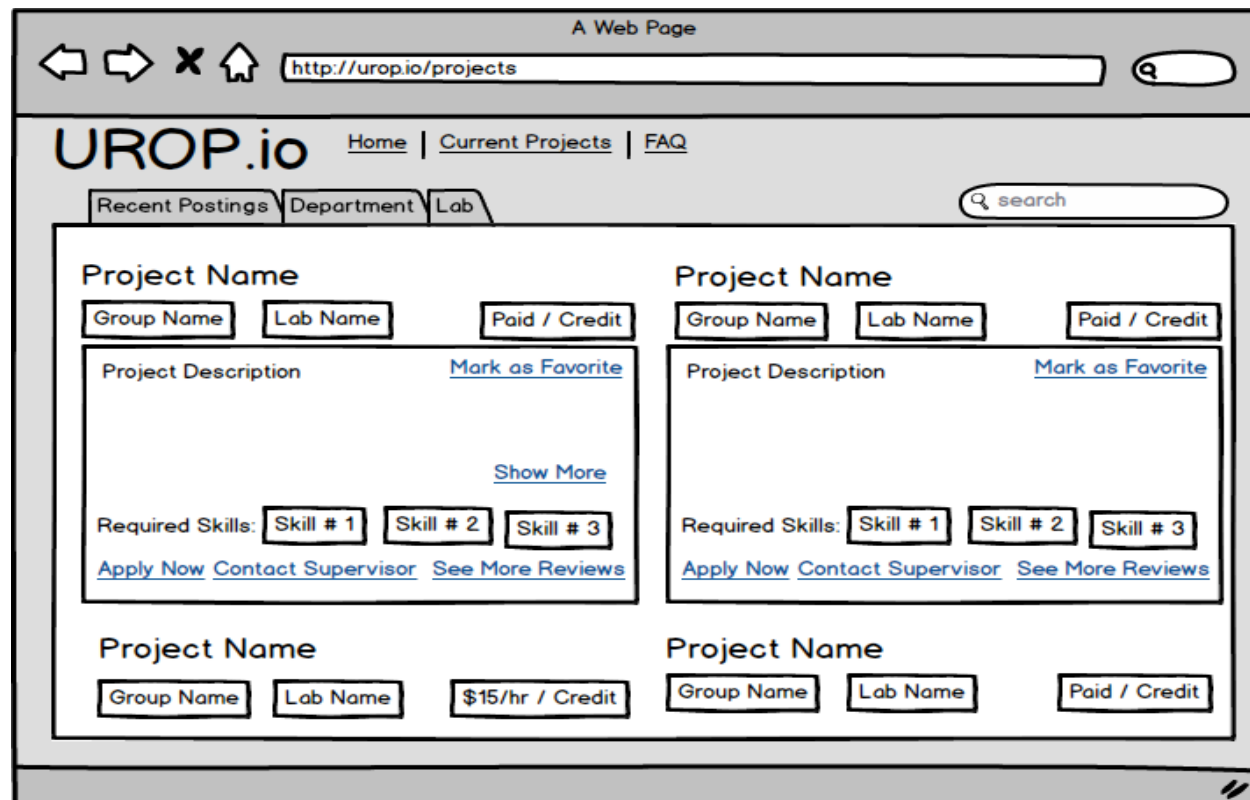 A Web Page
http://urop.io/projects
UROP.io Home | Current Projects | FAQ
Recent Postings Department Lab search
Project Name
Group Name Lab Name Paid / Credit
Project Description Mark as Favorite
Show More
Required Skills: Skill # 1 Skill # 2 Skill # 3
Apply Now Contact Supervisor See More Reviews
Project Name
Group Name Lab Name Paid / Credit
Project Description Mark as Favorite
Required Skills: Skill # 1 Skill # 2 Skill # 3
Apply Now Contact Supervisor See More Reviews
Project Name
Group Name Lab Name $15/hr / Credit
Project Name
Group Name Lab Name Paid / Credit